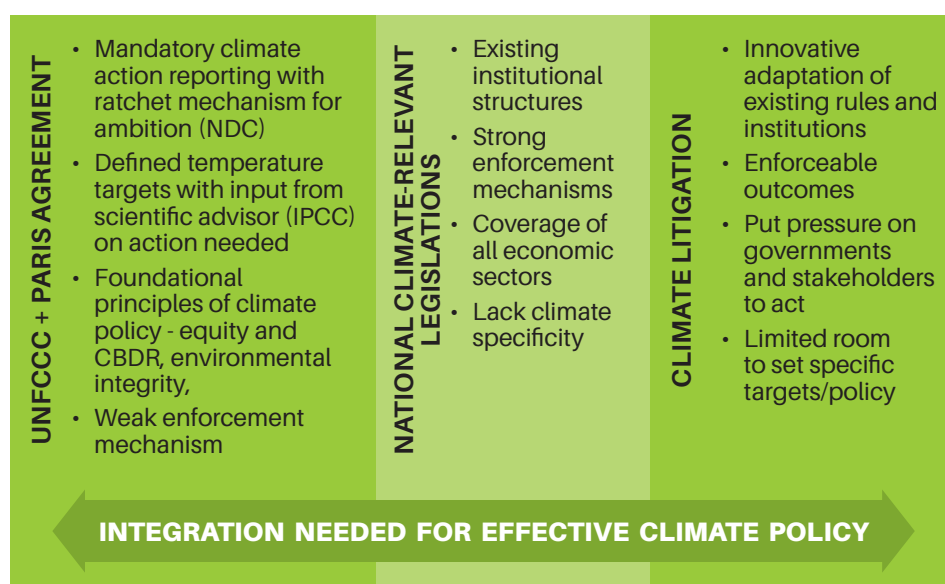 UNFCCC + PARIS AGREEMENT
• Mandatory climate
action reporting with
ratchet mechanism for
ambition (NDC)
• Defined temperature
targets with input from
scientific advisor (IPCC)
on action needed
• Foundational
principles of climate
policy - equity and
CBDR, environmental
integrity,
• Weak enforcement
mechanism
NATIONAL CLIMATE-RELEVANT
LEGISLATIONS
• Existing
institutional
structures
• Strong
enforcement
mechanisms
• Coverage of
all economic
sectors
• Lack climate
specificity
CLIMATE LITIGATION
• Innovative
adaptation of
existing rules and
institutions
• Enforceable
outcomes
• Put pressure on
governments
and stakeholders
to act
• Limited room
to set specific
targets/policy
INTEGRATION NEEDED FOR EFFECTIVE CLIMATE POLICY